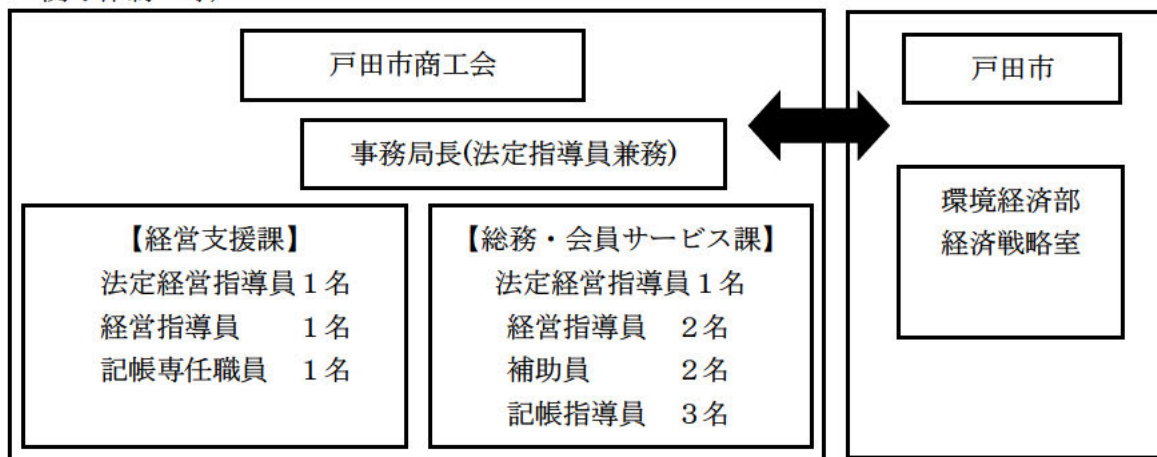 戸田市商工会
戸田市
事務局長(法定指導員兼務)
【経営支援課】
法定経営指導員1名
経営指導員 1名
記帳専任職員 1名
【総務・会員サービス課】
法定経営指導員1名
経営指導員 2名
補助員 2名
記帳指導員 3名
環境経済部
経済戦略室